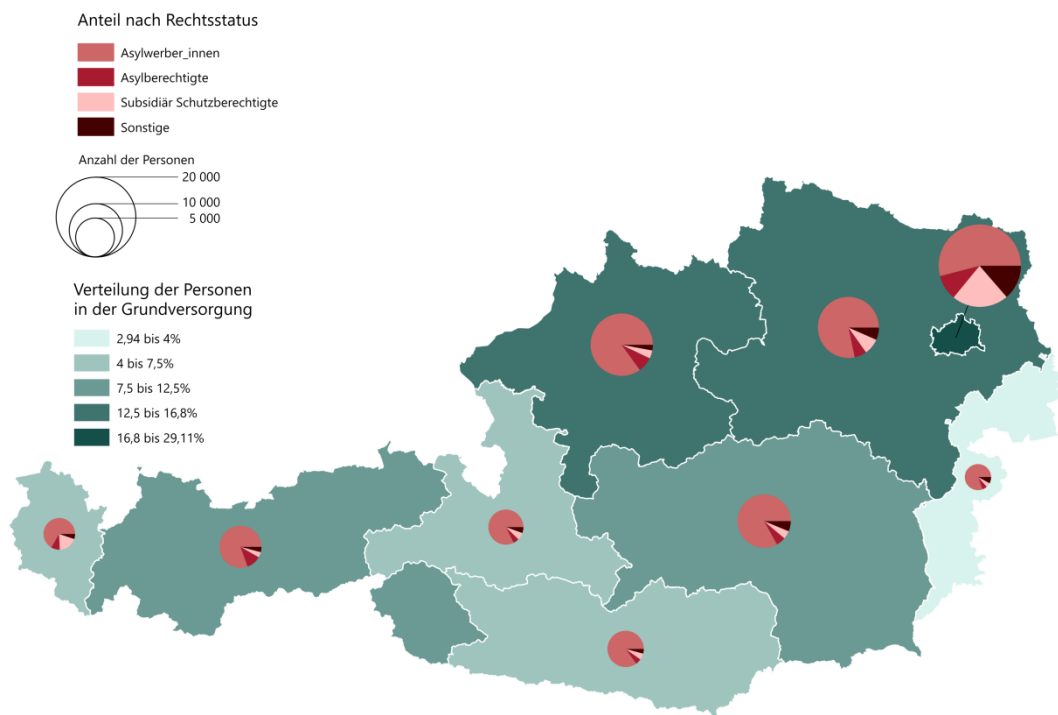 Anteil nach Rechtsstatus
Asylwerber_innen
Asylberechtigte
Subsidiär Schutzberechtigte
Sonstige
Anzahl der Personen
20 000
10 000
5 000
Verteilung der Personen
in der Grundversorgung
2,94 bis 4%
4 bis 7,5%
7,5 bis 12,5%
12,5 bis 16,8%
16,8 bis 29,11%